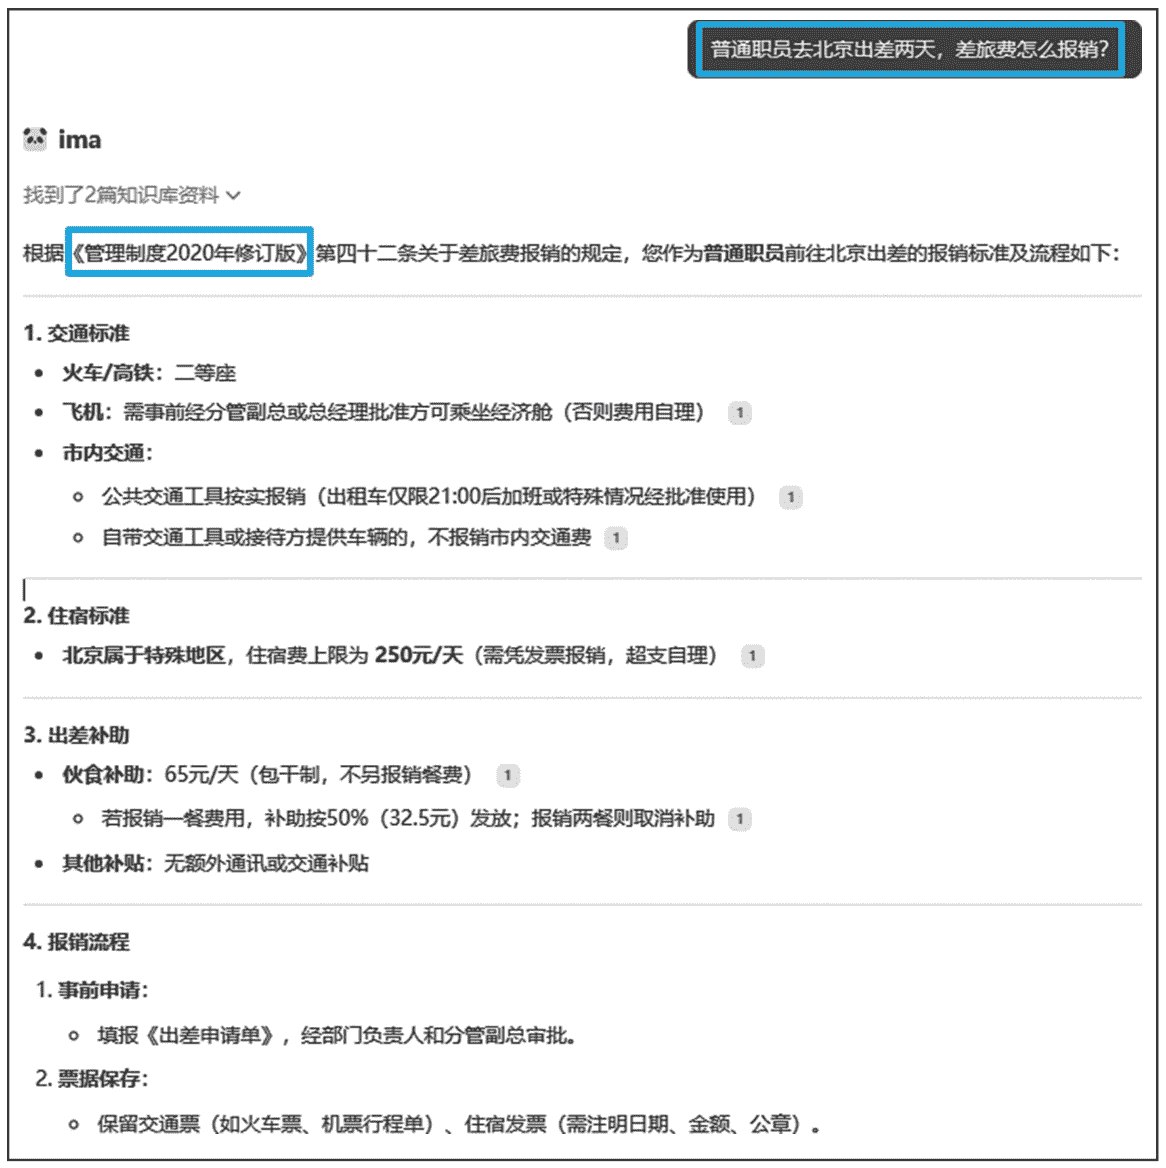 普通职员去北京出差两天，差旅费怎么报销？
ima
找到了2篇知识库资料
根据《管理制度2020年修订版》第四十二条关于差旅费报销的规定，您作为普通职员前往北京出差的报销标准及流程如下：
1. 交通标准
• 火车/高铁：二等座
• 飞机：需事前经分管副总或总经理批准方可乘坐经济舱（否则费用自理） 1
• 市内交通：
○ 公共交通工具按实报销（出租车仅限21:00后加班或特殊情况经批准使用） 1
○ 自带交通工具或接待方提供车辆的，不报销市内交通费 1
2. 住宿标准
• 北京属于特殊地区，住宿费上限为 250元/天（需凭发票报销，超支自理） 1
3. 出差补助
• 伙食补助：65元/天（包干制，不另报销餐费） 1
○ 若报销一餐费用，补助按50%（32.5元）发放；报销两餐则取消补助 1
• 其他补贴：无额外通讯或交通补贴
4. 报销流程
1. 事前申请：
○ 填报《出差申请单》，经部门负责人和分管副总审批。
2. 票据保存：
○ 保留交通票（如火车票、机票行程单）、住宿发票（需注明日期、金额、公章）。